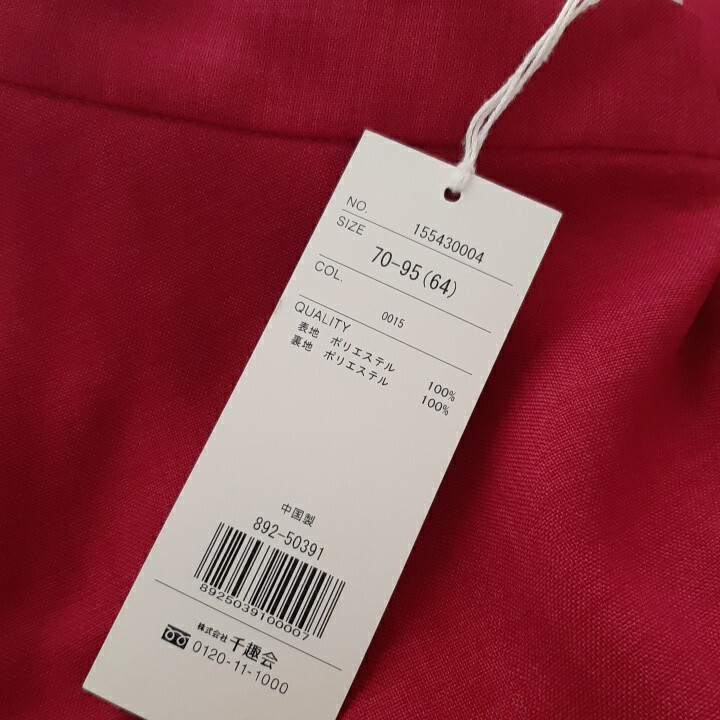 NO. 155430004
SIZE 70-95(64)
COL. 0015
QUALITY
表地 ポリエステル 100%
裏地 ポリエステル 100%
中国製
892-50391
8925039100007
株式会社 千趣会
0120-11-1000